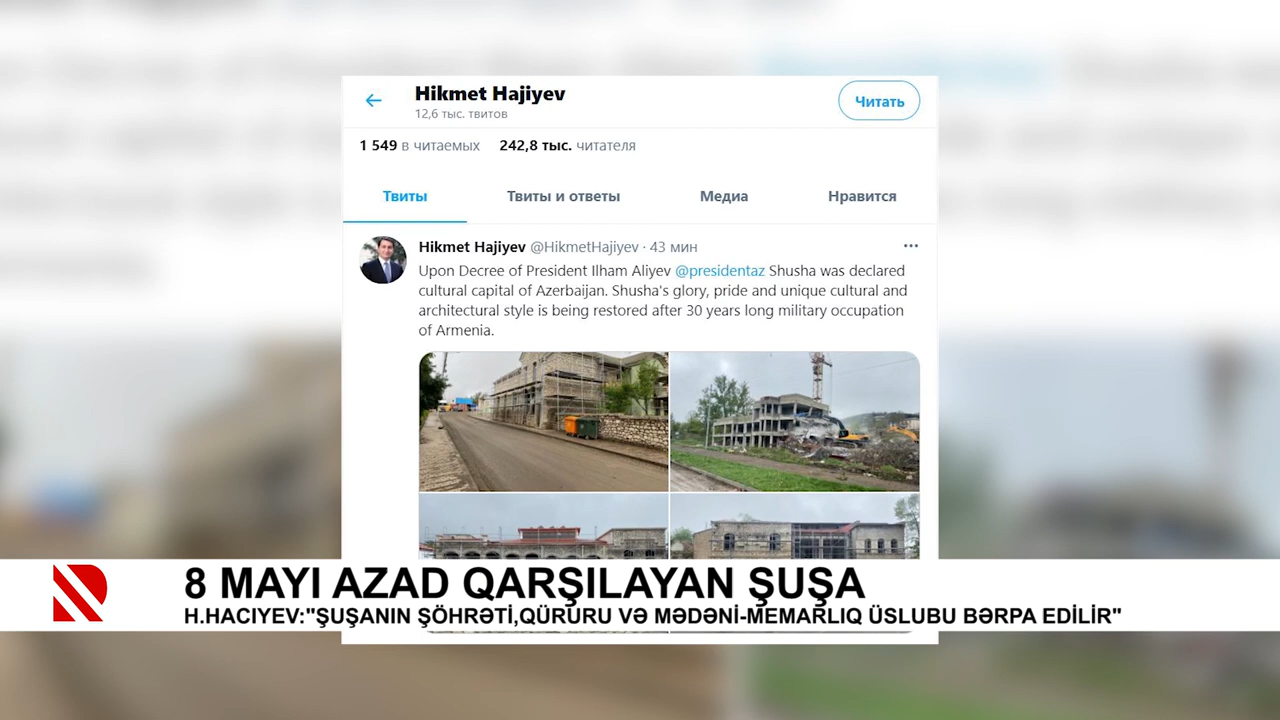 Hikmet Hajiyev
12,6 тыс. твитов
Читать
1 549 в читаемых 242,8 тыс. читателя
Твиты Твиты и ответы Медиа Нравится
Hikmet Hajiyev @HikmetHajiyev · 43 мин
Upon Decree of President Ilham Aliyev @presidentaz Shusha was declared
cultural capital of Azerbaijan. Shusha's glory, pride and unique cultural and
architectural style is being restored after 30 years long military occupation
of Armenia.
8 MAYI AZAD QARŞILAYAN ŞUŞA
H.HACIYEV:"ŞUŞANIN ŞÖHRƏTİ,QÜRURU VƏ MƏDƏNİ-MEMARLIQ ÜSLUBU BƏRPA EDİLİR"